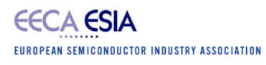 EECA ESIA
EUROPEAN SEMICONDUCTOR INDUSTRY ASSOCIATION